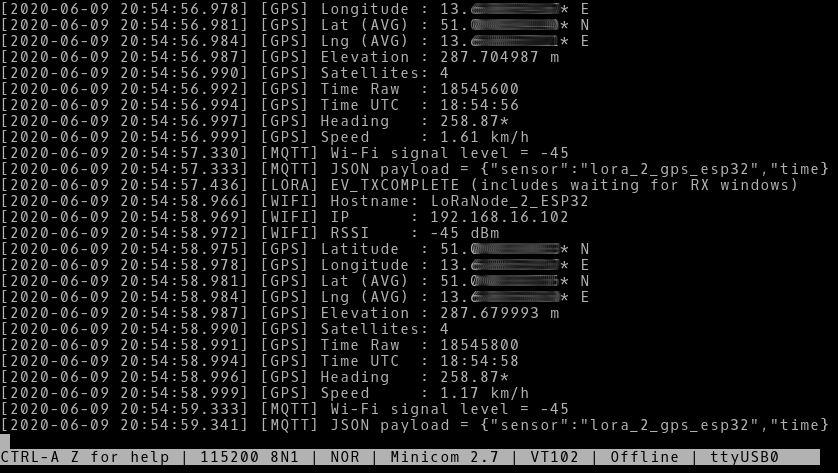 [2020-06-09 20:54:56.978] [GPS] Longitude : 13. * E
[2020-06-09 20:54:56.981] [GPS] Lat (AVG) : 51. * N
[2020-06-09 20:54:56.984] [GPS] Lng (AVG) : 13. * E
[2020-06-09 20:54:56.987] [GPS] Elevation : 287.704987 m
[2020-06-09 20:54:56.990] [GPS] Satellites: 4
[2020-06-09 20:54:56.992] [GPS] Time Raw  : 18545600
[2020-06-09 20:54:56.994] [GPS] Time UTC  : 18:54:56
[2020-06-09 20:54:56.997] [GPS] Heading   : 258.87*
[2020-06-09 20:54:56.999] [GPS] Speed     : 1.61 km/h
[2020-06-09 20:54:57.330] [MQTT] Wi-Fi signal level = -45
[2020-06-09 20:54:57.333] [MQTT] JSON payload = {"sensor":"lora_2_gps_esp32","time}
[2020-06-09 20:54:57.436] [LORA] EV_TXCOMPLETE (includes waiting for RX windows)
[2020-06-09 20:54:58.966] [WIFI] Hostname: LoRaNode_2_ESP32
[2020-06-09 20:54:58.969] [WIFI] IP      : 192.168.16.102
[2020-06-09 20:54:58.972] [WIFI] RSSI    : -45 dBm
[2020-06-09 20:54:58.975] [GPS] Latitude  : 51. * N
[2020-06-09 20:54:58.978] [GPS] Longitude : 13. * E
[2020-06-09 20:54:58.981] [GPS] Lat (AVG) : 51. * N
[2020-06-09 20:54:58.984] [GPS] Lng (AVG) : 13. * E
[2020-06-09 20:54:58.987] [GPS] Elevation : 287.679993 m
[2020-06-09 20:54:58.990] [GPS] Satellites: 4
[2020-06-09 20:54:58.991] [GPS] Time Raw  : 18545800
[2020-06-09 20:54:58.994] [GPS] Time UTC  : 18:54:58
[2020-06-09 20:54:58.996] [GPS] Heading   : 258.87*
[2020-06-09 20:54:58.999] [GPS] Speed     : 1.17 km/h
[2020-06-09 20:54:59.333] [MQTT] Wi-Fi signal level = -45
[2020-06-09 20:54:59.341] [MQTT] JSON payload = {"sensor":"lora_2_gps_esp32","time}
CTRL-A Z for help | 115200 8N1 | NOR | Minicom 2.7 | VT102 | Offline | ttyUSB0